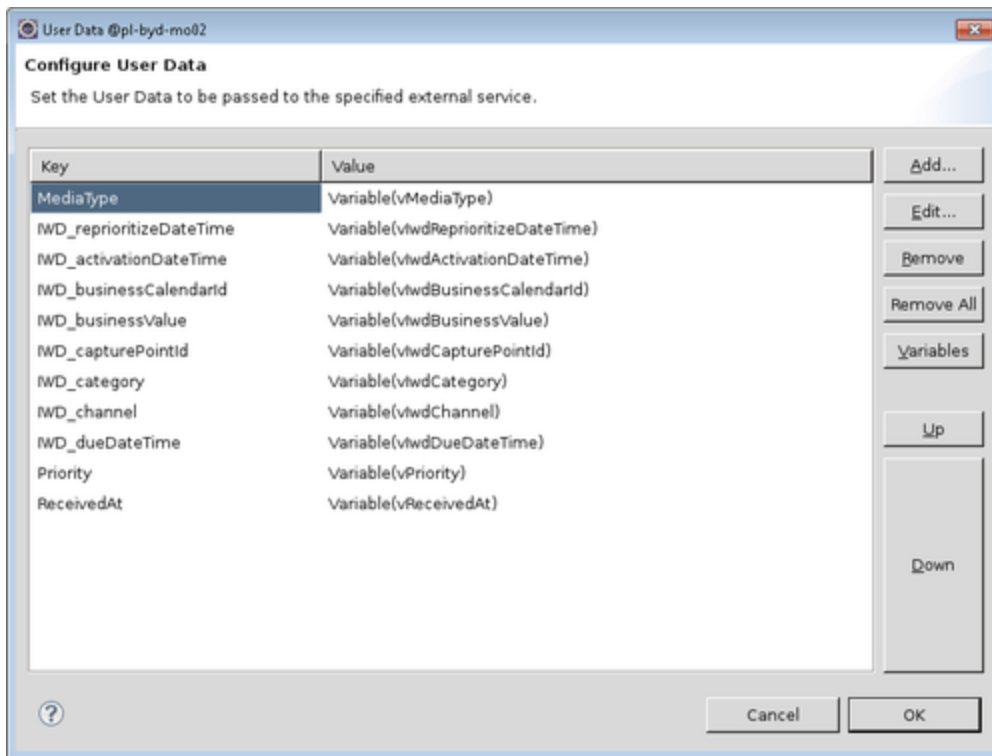 User Data @pl-byd-mo02
Configure User Data
Set the User Data to be passed to the specified external service.
Key Value
MediaType Variable(vMediaType)
IWD_reprioritizeDateTime Variable(vIwdReprioritizeDateTime)
IWD_activationDateTime Variable(vIwdActivationDateTime)
IWD_businessCalendarId Variable(vIwdBusinessCalendarId)
IWD_businessValue Variable(vIwdBusinessValue)
IWD_capturePointId Variable(vIwdCapturePointId)
IWD_category Variable(vIwdCategory)
IWD_channel Variable(vIwdChannel)
IWD_dueDateTime Variable(vIwdDueDateTime)
Priority Variable(vPriority)
ReceivedAt Variable(vReceivedAt)
Add...
Edit...
Remove
Remove All
Variables
Up
Down
?
Cancel OK